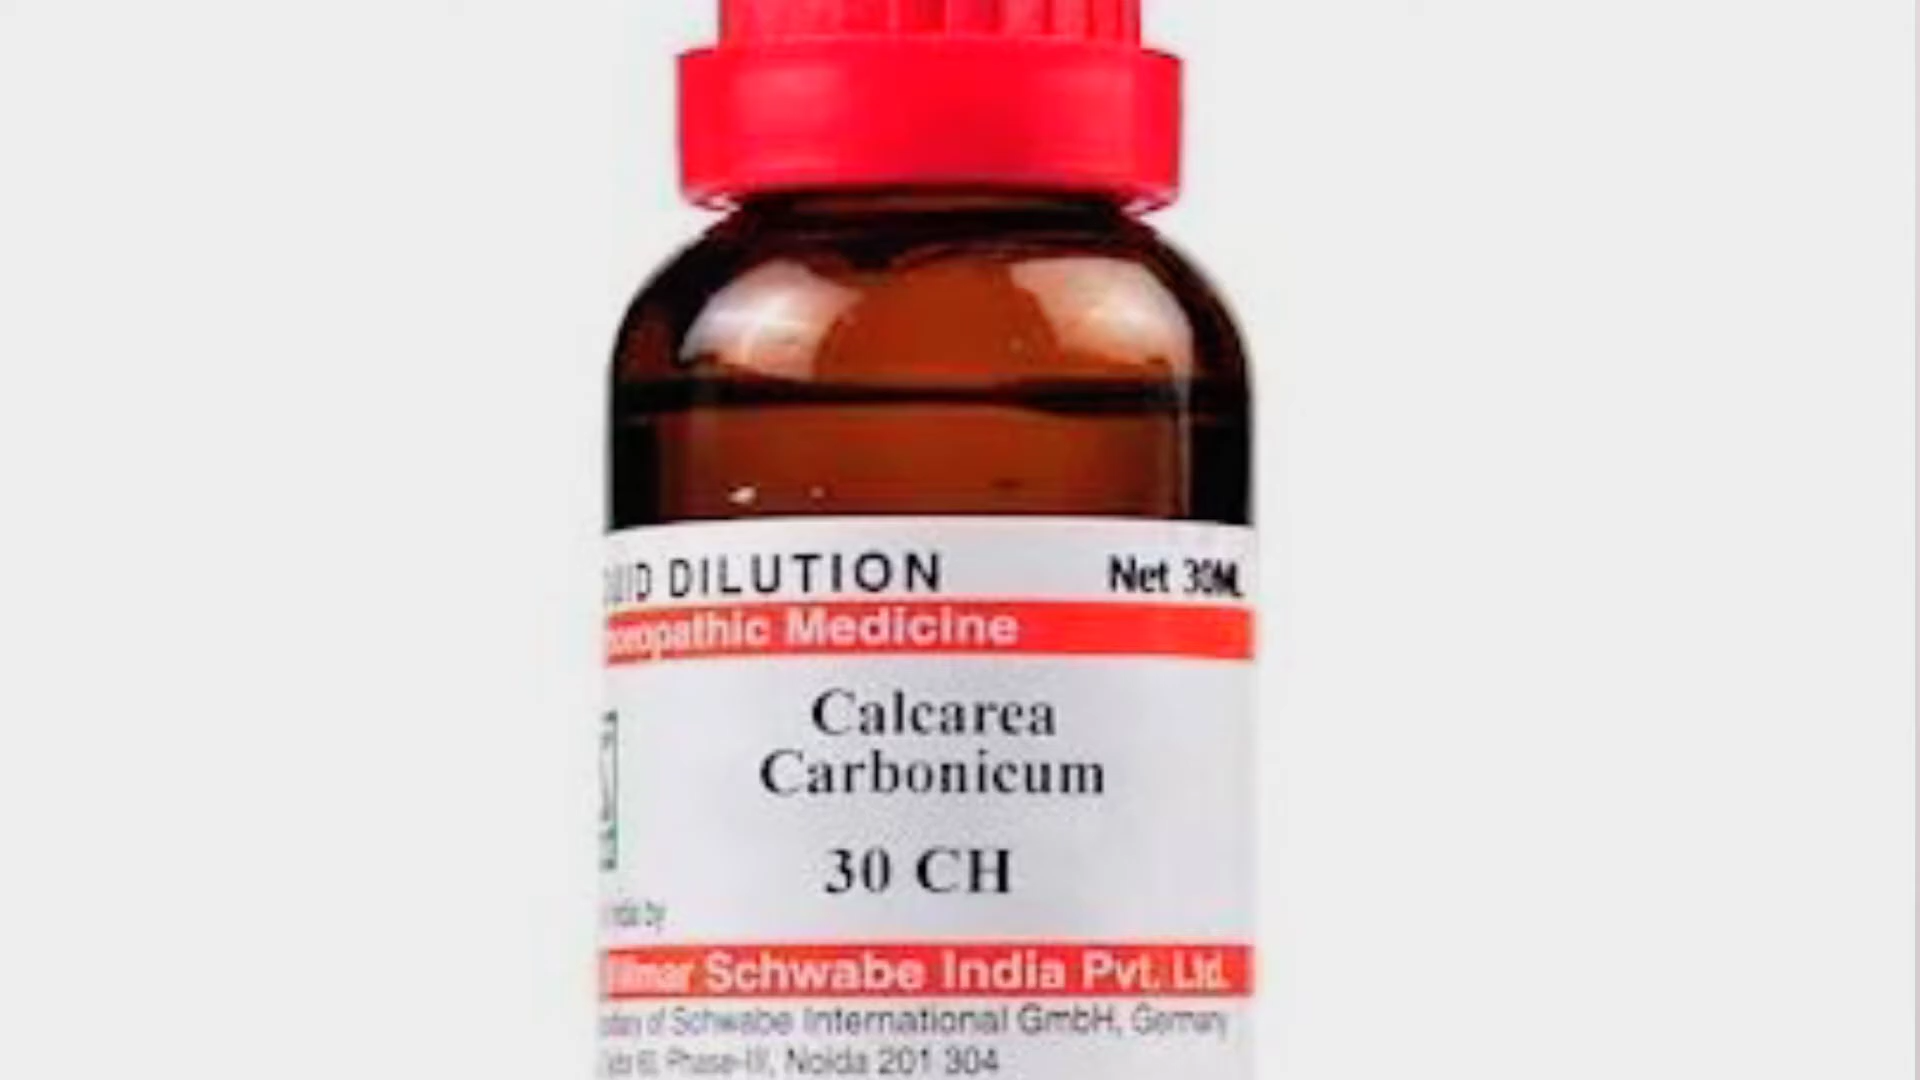 DILUTION Net 30ML
Medicine
Calcarea
Carbonicum
30 CH
by
Schwabe India Pvt. Ltd.
of Schwabe International GmbH, Germany
Phase-III, Noida 201 304